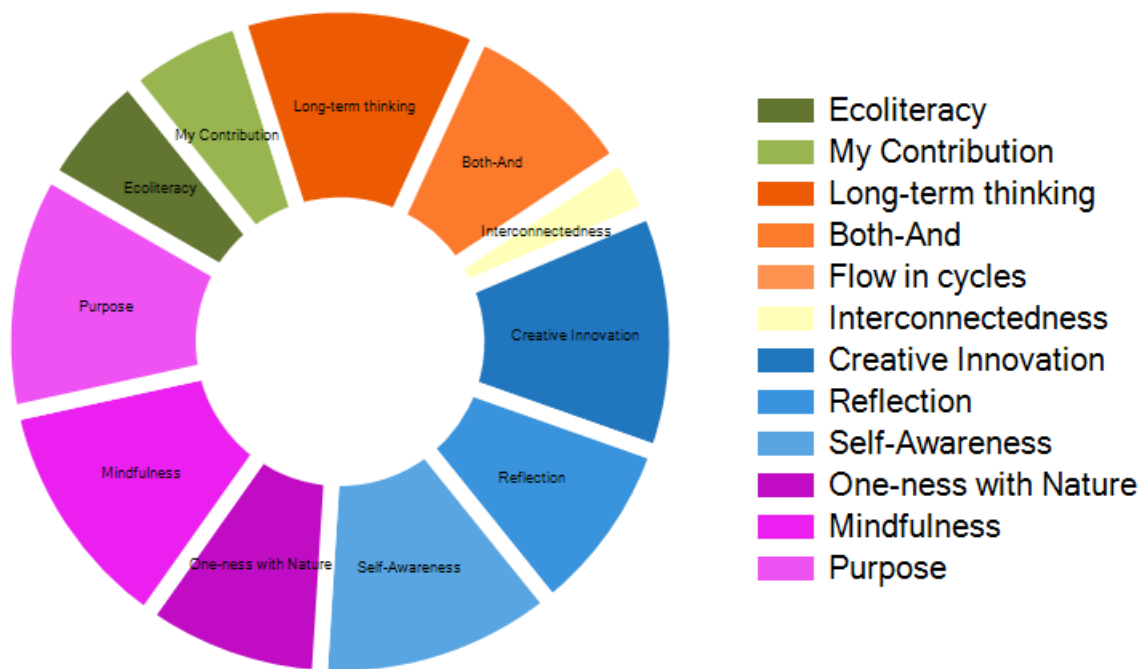 Long-term thinking
My Contribution
Both-And
Ecoliteracy
Interconnectedness
Purpose
Creative Innovation
Mindfulness
Reflection
One-ness with Nature
Self-Awareness
Ecoliteracy
My Contribution
Long-term thinking
Both-And
Flow in cycles
Interconnectedness
Creative Innovation
Reflection
Self-Awareness
One-ness with Nature
Mindfulness
Purpose